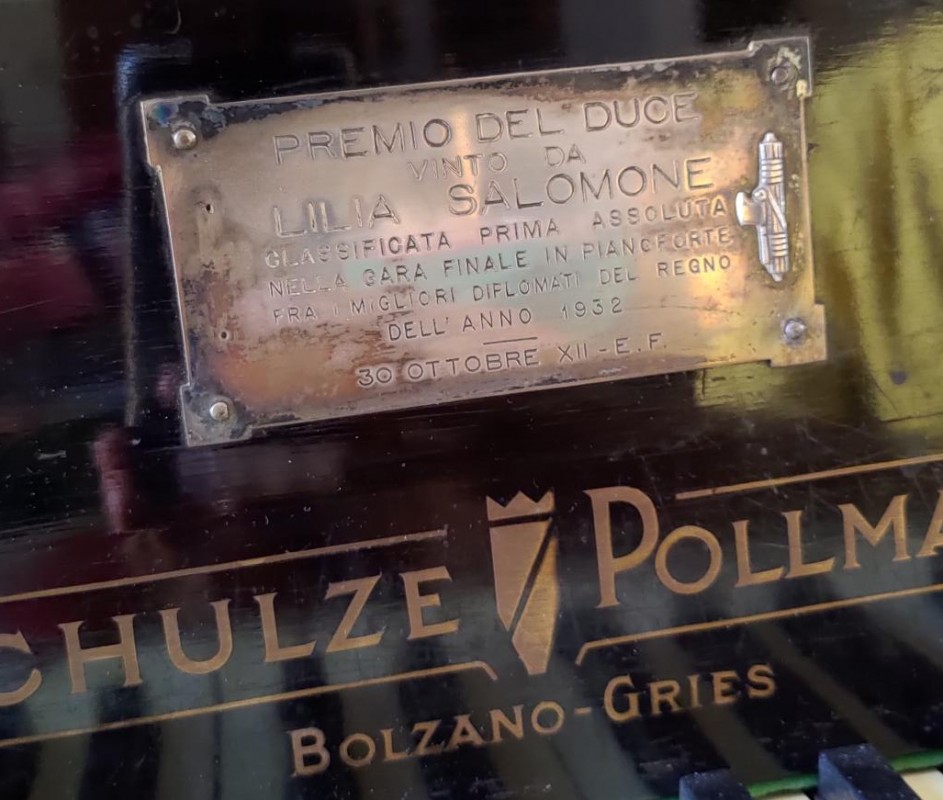 PREMIO DEL DUCE
VINTO DA
LILIA SALOMONE
CLASSIFICATA PRIMA ASSOLUTA
NELLA GARA FINALE IN PIANOFORTE
FRA I MIGLIORI DIPLOMATI DEL REGNO
DELL'ANNO 1932
30 OTTOBRE XII - E. F.
CHULZE POLLMA
BOLZANO-GRIES